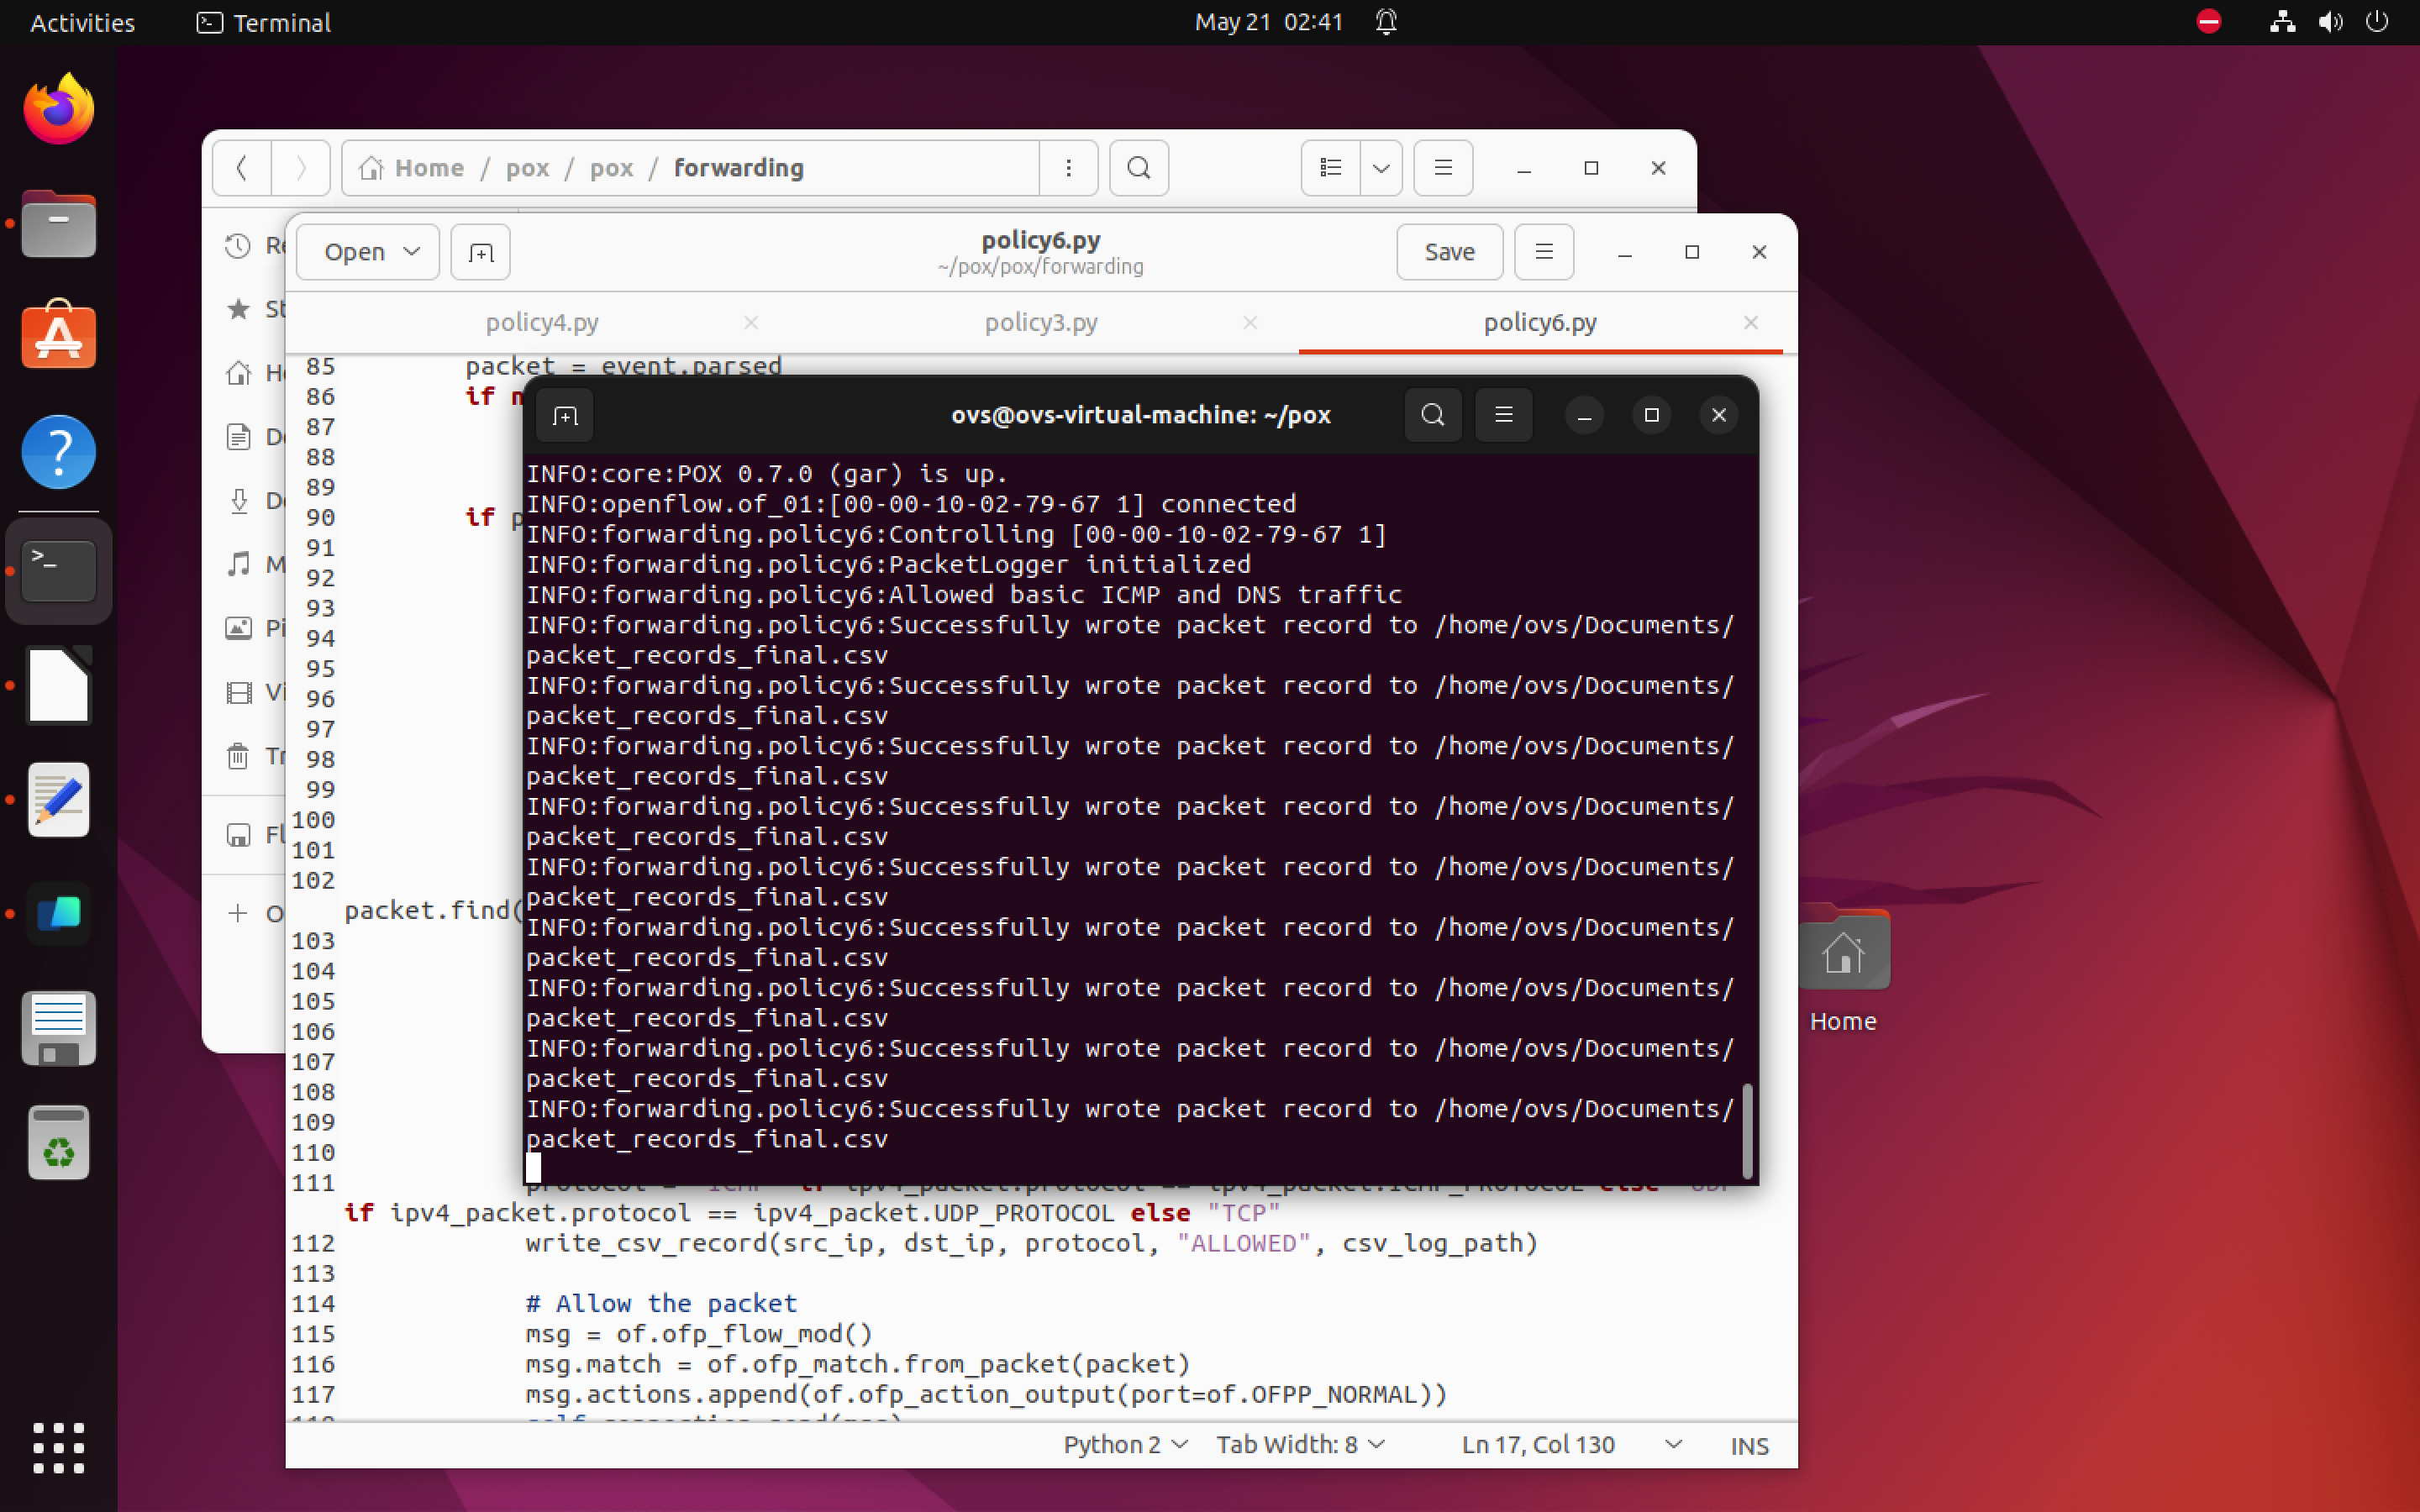 Activities
Terminal
May 21 02:41
Home / pox / pox / forwarding
Open
policy6.py
~/pox/pox/forwarding
Save
policy4.py
policy3.py
policy6.py
85 packet = event.parsed
86 if
87
88
89
90 if
91
92
93
94
95
96
97
98
99
100
101
102
packet.find(
103
104
105
106
107
108
109
110
111
if ipv4_packet.protocol == ipv4_packet.UDP_PROTOCOL else "TCP"
112 write_csv_record(src_ip, dst_ip, protocol, "ALLOWED", csv_log_path)
113
114 # Allow the packet
115 msg = of.ofp_flow_mod()
116 msg.match = of.ofp_match.from_packet(packet)
117 msg.actions.append(of.ofp_action_output(port=of.OFPP_NORMAL))
Python 2
Tab Width: 8
Ln 17, Col 130
INS
ovs@ovs-virtual-machine: ~/pox
INFO:core:POX 0.7.0 (gar) is up.
INFO:openflow.of_01:[00-00-10-02-79-67 1] connected
INFO:forwarding.policy6:Controlling [00-00-10-02-79-67 1]
INFO:forwarding.policy6:PacketLogger initialized
INFO:forwarding.policy6:Allowed basic ICMP and DNS traffic
INFO:forwarding.policy6:Successfully wrote packet record to /home/ovs/Documents/
packet_records_final.csv
INFO:forwarding.policy6:Successfully wrote packet record to /home/ovs/Documents/
packet_records_final.csv
INFO:forwarding.policy6:Successfully wrote packet record to /home/ovs/Documents/
packet_records_final.csv
INFO:forwarding.policy6:Successfully wrote packet record to /home/ovs/Documents/
packet_records_final.csv
INFO:forwarding.policy6:Successfully wrote packet record to /home/ovs/Documents/
packet_records_final.csv
INFO:forwarding.policy6:Successfully wrote packet record to /home/ovs/Documents/
packet_records_final.csv
INFO:forwarding.policy6:Successfully wrote packet record to /home/ovs/Documents/
packet_records_final.csv
INFO:forwarding.policy6:Successfully wrote packet record to /home/ovs/Documents/
packet_records_final.csv
INFO:forwarding.policy6:Successfully wrote packet record to /home/ovs/Documents/
packet_records_final.csv
Home